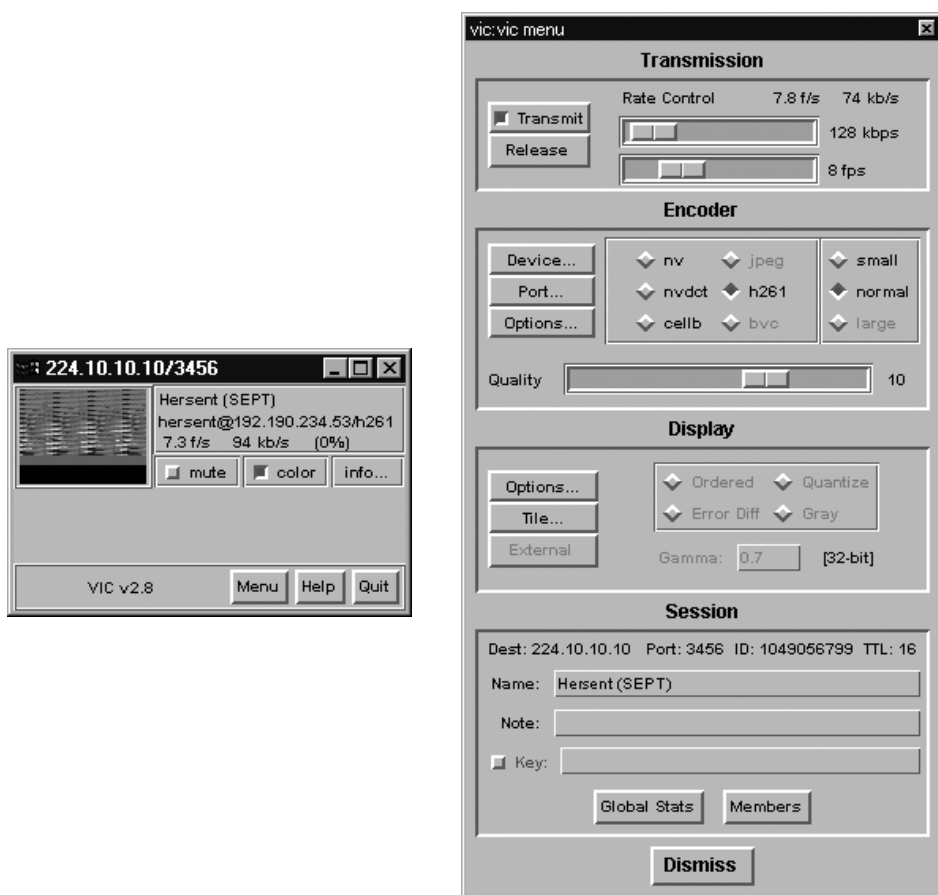 224.10.10.10/3456
Hersent (SEPT)
hersent@192.190.234.53/h261
7.3 f/s 94 kb/s (0%)
mute color info...
VIC v2.8 Menu Help Quit
vic:vic menu
Transmission
Rate Control 7.8 f/s 74 kb/s
Transmit
128 kbps
Release
8 fps
Encoder
Device... nv jpeg small
Port... nvdct h261 normal
Options... cellb bvc large
Quality 10
Display
Options... Ordered Quantize
Tile... Error Diff Gray
External Gamma: 0.7 [32-bit]
Session
Dest: 224.10.10.10 Port: 3456 ID: 1049056799 TTL: 16
Name: Hersent (SEPT)
Note:
Key:
Global Stats Members
Dismiss